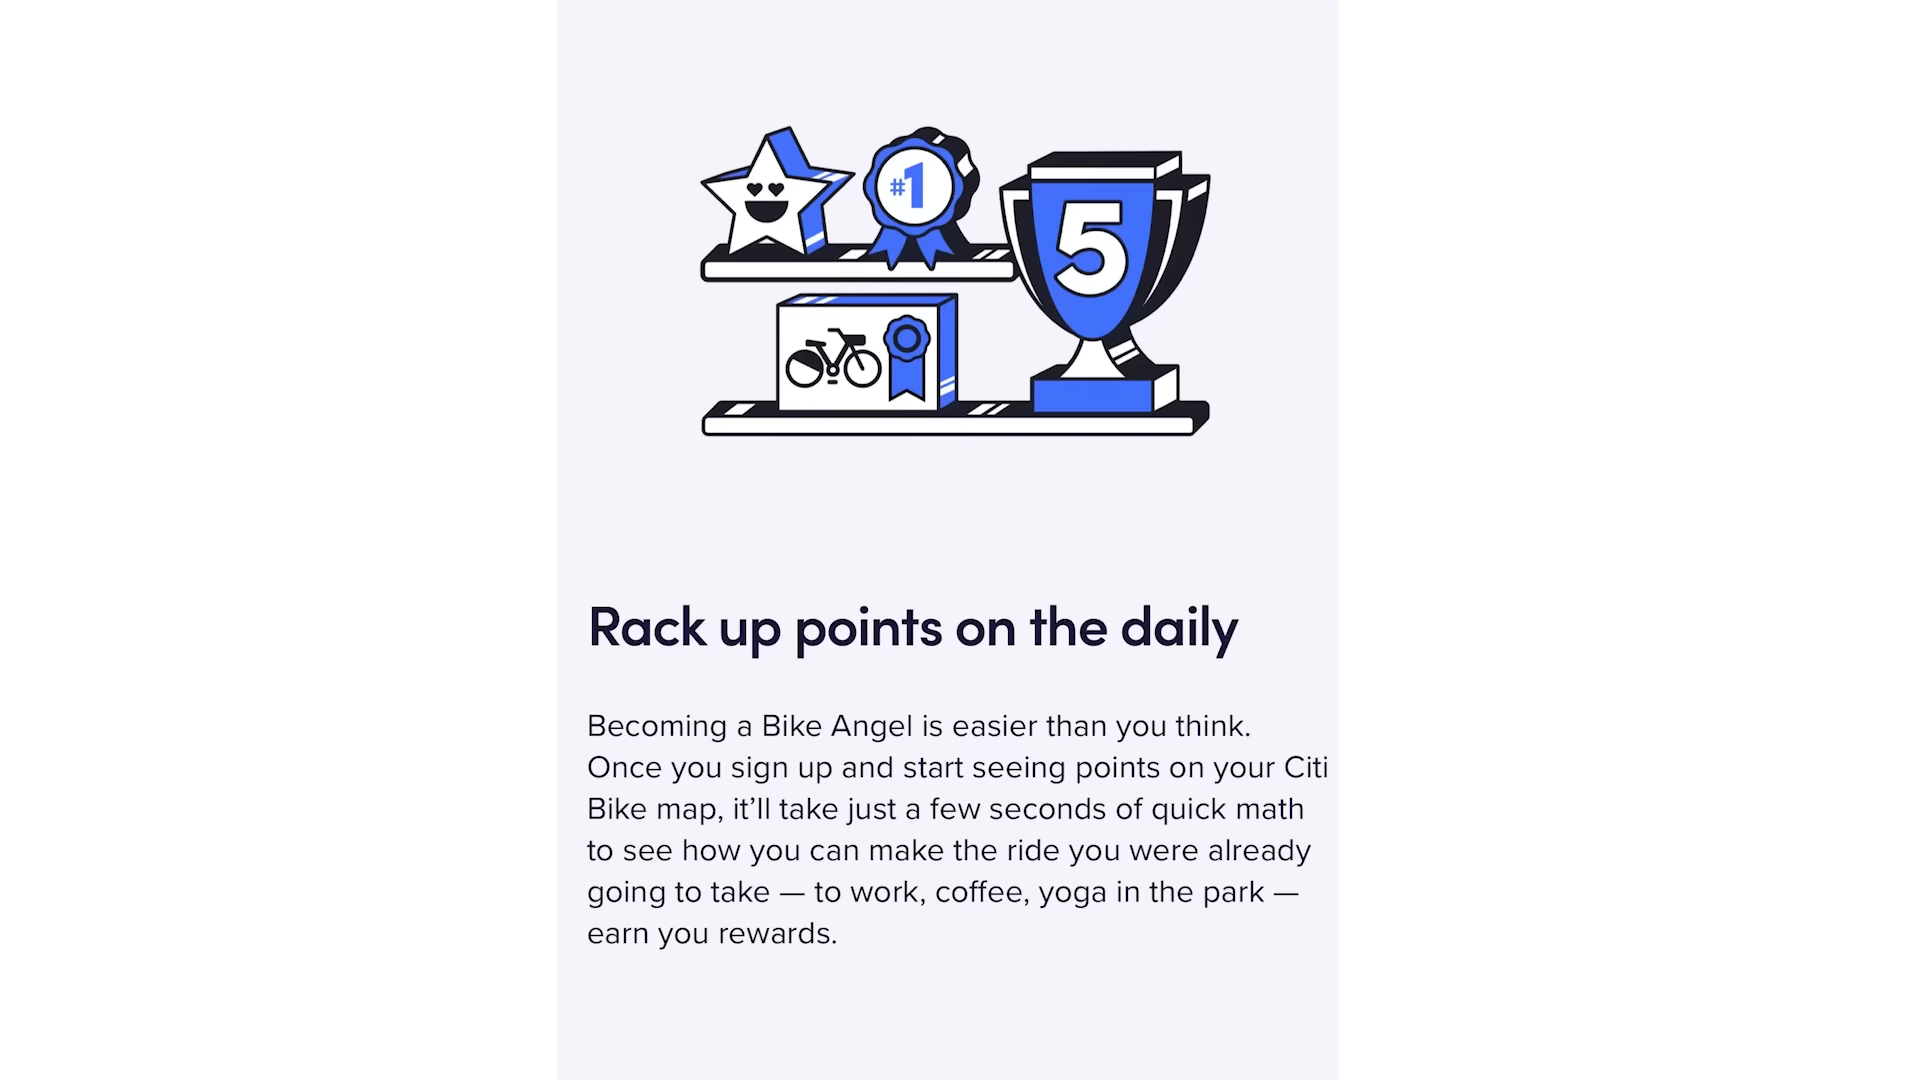 #1
5
Rack up points on the daily
Becoming a Bike Angel is easier than you think.
Once you sign up and start seeing points on your Citi
Bike map, it’ll take just a few seconds of quick math
to see how you can make the ride you were already
going to take — to work, coffee, yoga in the park —
earn you rewards.